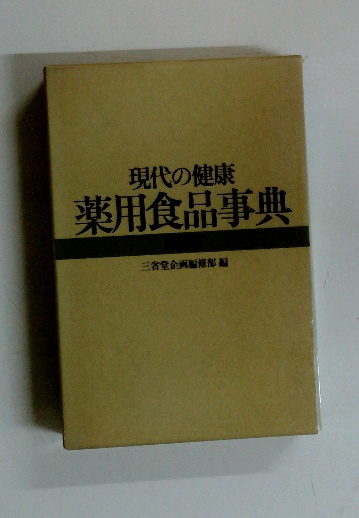 現代の健康
薬用食品事典
三省堂企画編修部 編